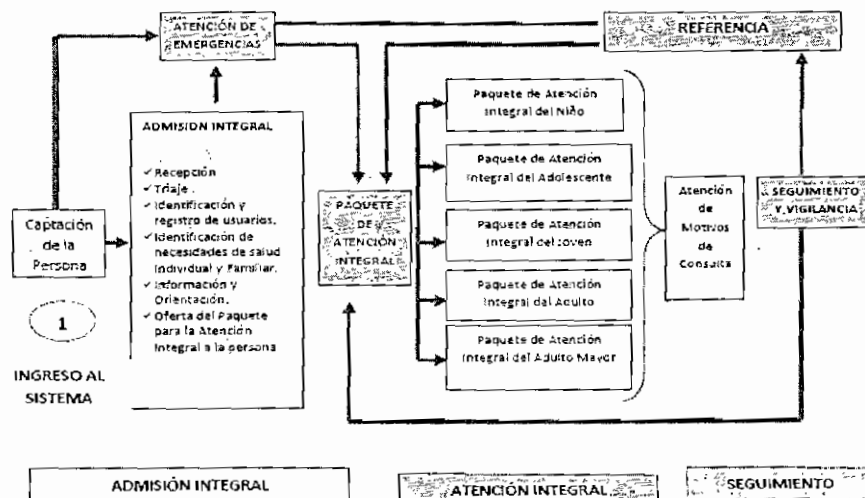 ATENCIÓN DE
EMERGENCIAS
REFERENCIA
ADMISIÓN INTEGRAL
✓ Recepción
✓ Triaje.
✓ Identificación y
registro de usuarios.
✓ Identificación de
necesidades de salud
Individual y Familiar.
✓ Información y
Orientación.
✓ Oferta del Paquete
para la Atención
Integral a la persona
Captación
de la
Persona
1
INGRESO AL
SISTEMA
PAQUETE
DE
ATENCIÓN
INTEGRAL
Paquete de Atención
Integral del Niño
Paquete de Atención
Integral del Adolescente
Paquete de Atención
Integral del Joven
Paquete de Atención
Integral del Adulto
Paquete de Atención
Integral del Adulto Mayor
Atención
de
Motivos
de
Consulta
SEGUIMIENTO
Y VIGILANCIA
ADMISIÓN INTEGRAL
ATENCIÓN INTEGRAL
SEGUIMIENTO